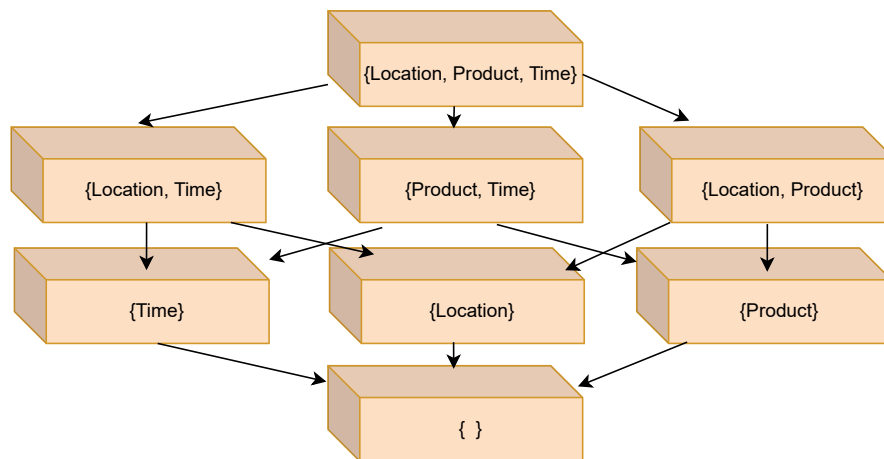 {Location, Product, Time}
{Location, Time}
{Product, Time}
{Location, Product}
{Time}
{Location}
{Product}
{ }